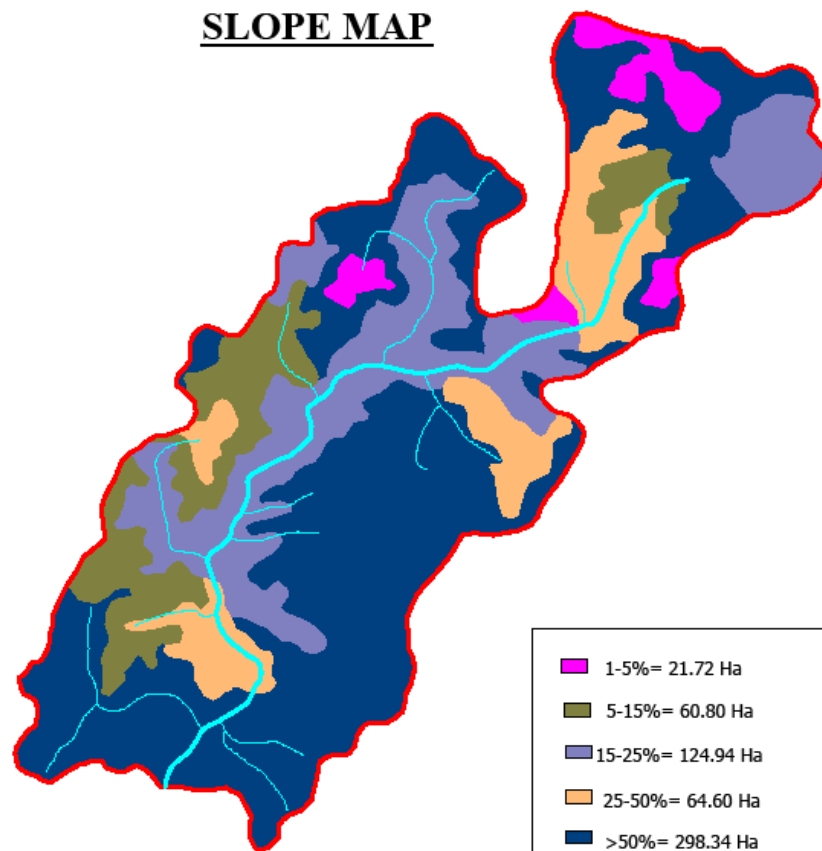 SLOPE MAP
1-5%= 21.72 Ha
5-15%= 60.80 Ha
15-25%= 124.94 Ha
25-50%= 64.60 Ha
>50%= 298.34 Ha